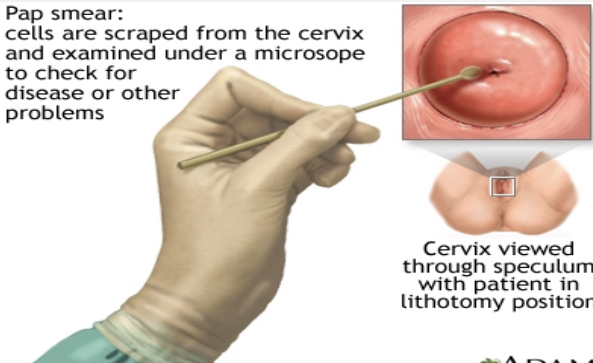 Pap smear:
cells are scraped from the cervix
and examined under a microsope
to check for
disease or other
problems
Cervix viewed
through speculum
with patient in
lithotomy position
ADAM